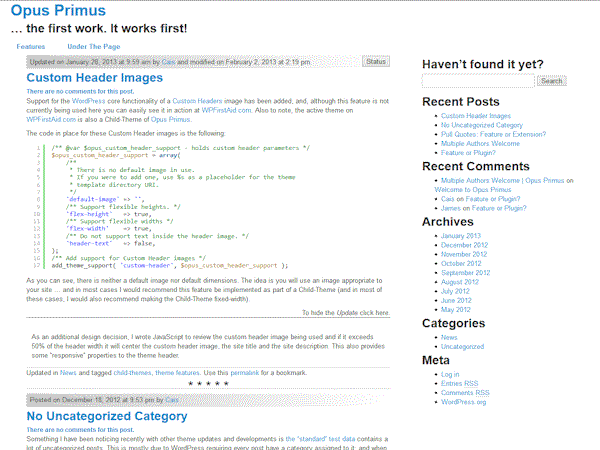 Opus Primus
... the first work. It works first!
Features Under The Page
Updated on January 26, 2013 at 9:59 am by Cais and modified on February 2, 2013 at 2:19 pm. Status
Custom Header Images
There are no comments for this post.
Support for the WordPress core functionality of a Custom Headers image has been added, and, although this feature is not
currently being used here you can easily see it in action at WPFirstAid.com. Also to note, the active theme on
WPFirstAid.com is also a Child-Theme of Opus Primus.
The code in place for these Custom Header images is the following:
1 /** @var $opus_custom_header_support - holds custom header parameters */
2 $opus_custom_header_support = array(
3 /**
4 * There is no default image in use.
5 * If you were to add one, use %s as a placeholder for the theme
6 * template directory URI.
7 */
8 'default-image' => '',
9 /** Support flexible heights. */
10 'flex-height' => true,
11 /** Support flexible widths */
12 'flex-width' => true,
13 /** Do not support text inside the header image. */
14 'header-text' => false,
15 );
16 /** Add support for Custom Header images */
17 add_theme_support( 'custom-header', $opus_custom_header_support );
As you can see, there is neither a default image nor default dimensions. The idea is you will use an image appropriate to
your site ... and in most cases I would recommend this feature be implemented as part of a Child-Theme (and in most of
these cases, I would also recommend making the Child-Theme fixed-width).
To hide the Update click here.
As an additional design decision, I wrote JavaScript to review the custom header image being used and if it exceeds
50% of the header width it will center the custom header image, the site title and the site description. This also provides
some "responsive" properties to the theme header.
Updated in News and tagged child-themes, theme features. Use this permalink for a bookmark.
* * * * *
Posted on December 18, 2012 at 9:53 pm by Cais
No Uncategorized Category
There are no comments for this post.
Something I have been noticing recently with other theme updates and developments is the "standard" test data contains a
lot of uncategorized posts. This is mostly due to WordPress requiring every post have a category assigned to it; and when
Haven't found it yet?
Search
Recent Posts
Custom Header Images
No Uncategorized Category
Pull Quotes: Feature or Extension?
Multiple Authors Welcome
Feature or Plugin?
Recent Comments
Multiple Authors Welcome | Opus Primus on
Welcome to Opus Primus
Cais on Feature or Plugin?
James on Feature or Plugin?
Archives
January 2013
December 2012
November 2012
October 2012
September 2012
August 2012
July 2012
June 2012
May 2012
Categories
News
Uncategorized
Meta
Log in
Entries RSS
Comments RSS
WordPress.org